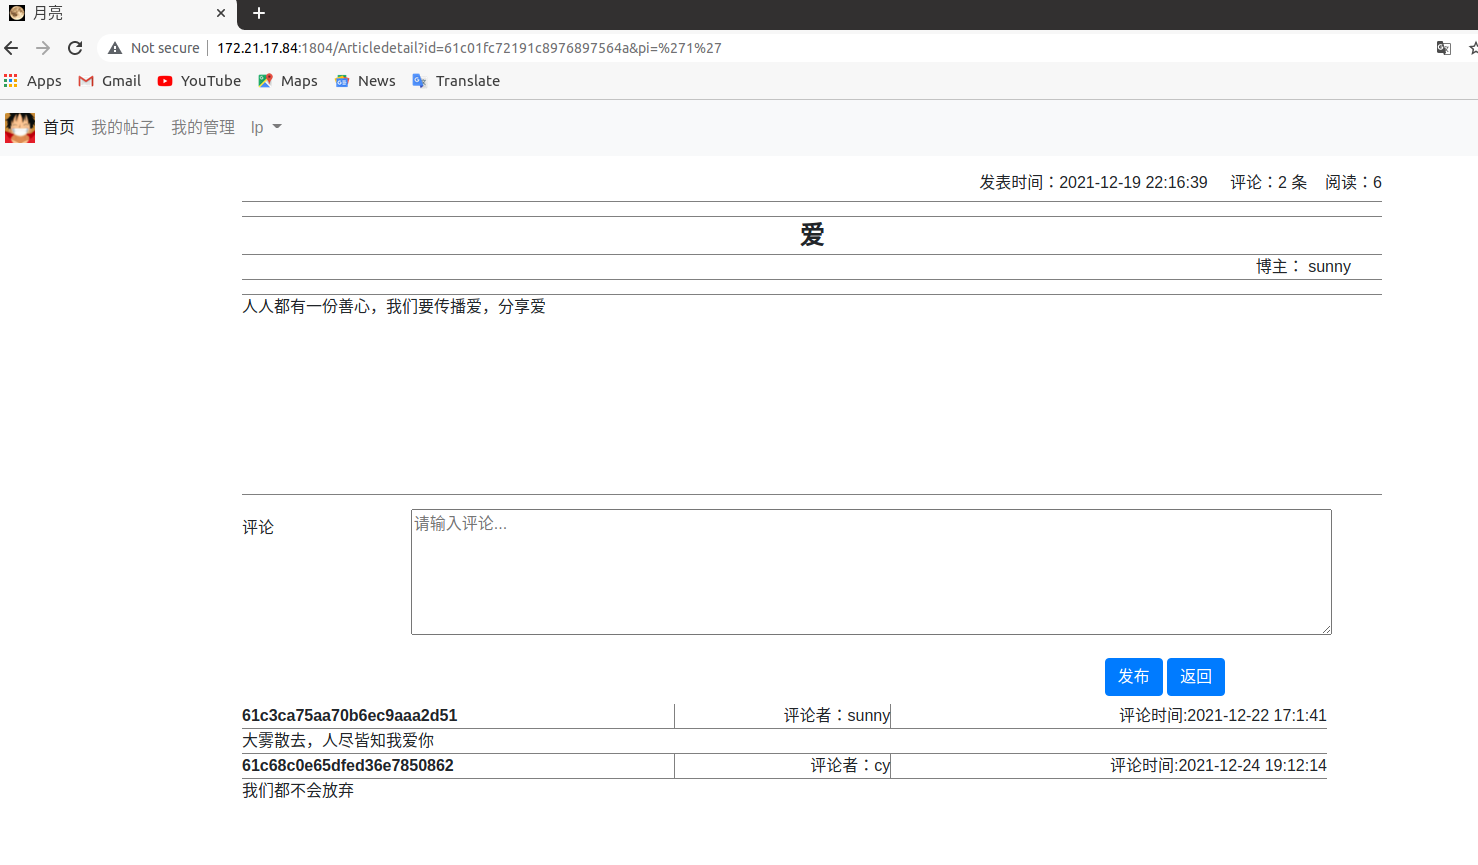 月亮
Not secure 172.21.17.84:1804/Articledetail?id=61c01fc72191c8976897564a&pi=%271%27
Apps Gmail YouTube Maps News Translate
首页 我的帖子 我的管理 lp
发表时间：2021-12-19 22:16:39 评论：2 条 阅读：6
爱
博主： sunny
人人都有一份善心，我们要传播爱，分享爱
评论
请输入评论...
发布 返回
61c3ca75aa70b6ec9aaa2d51 评论者：sunny 评论时间:2021-12-22 17:1:41
大雾散去，人尽皆知我爱你
61c68c0e65dfed36e7850862 评论者：cy 评论时间:2021-12-24 19:12:14
我们都不会放弃